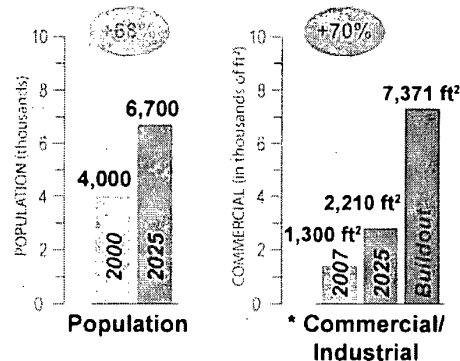 +68%
POPULATION (thousands)
10
8
6
4
2
0
4,000
6,700
2000
2025
Population
+70%
COMMERCIAL (in thousands of ft²)
10
8
6
4
2
0
1,300 ft²
2,210 ft²
7,371 ft²
2007
2025
Buildout
* Commercial/
Industrial